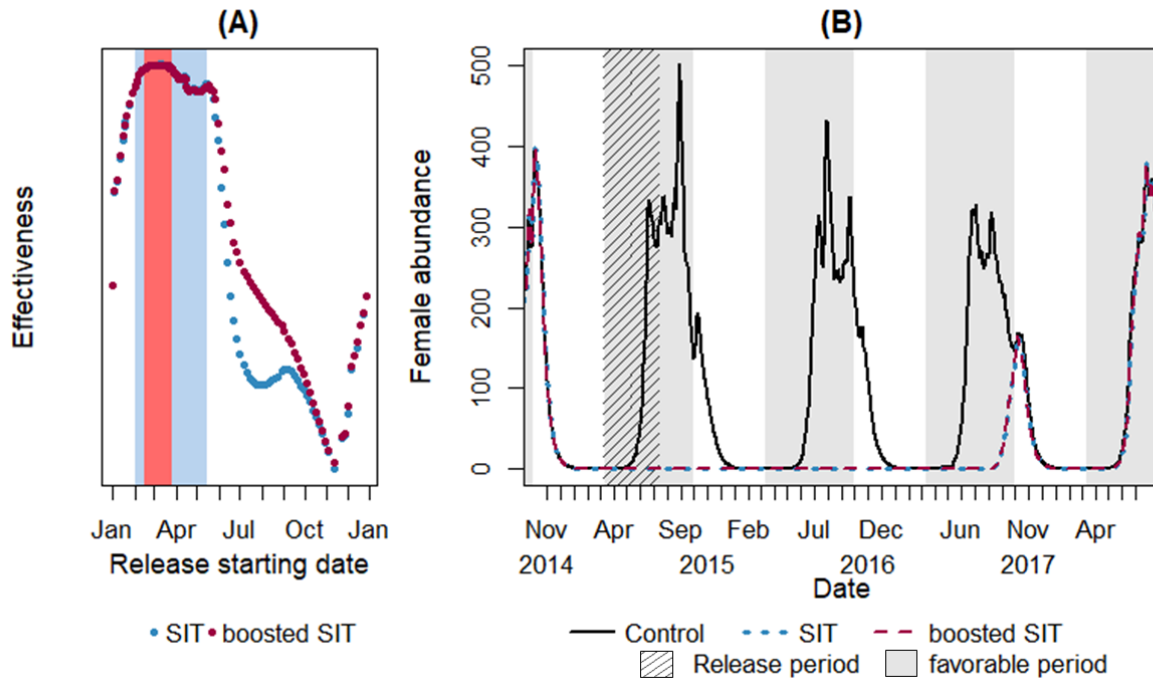 (A)
(B)
Effectiveness
Jan Apr Jul Oct Jan
Release starting date
SIT boosted SIT
Female abundance
500
400
300
200
100
0
Nov Apr Sep Feb Jul Dec Jun Nov Apr
2014 2015 2016 2017
Date
Control SIT boosted SIT
Release period favorable period